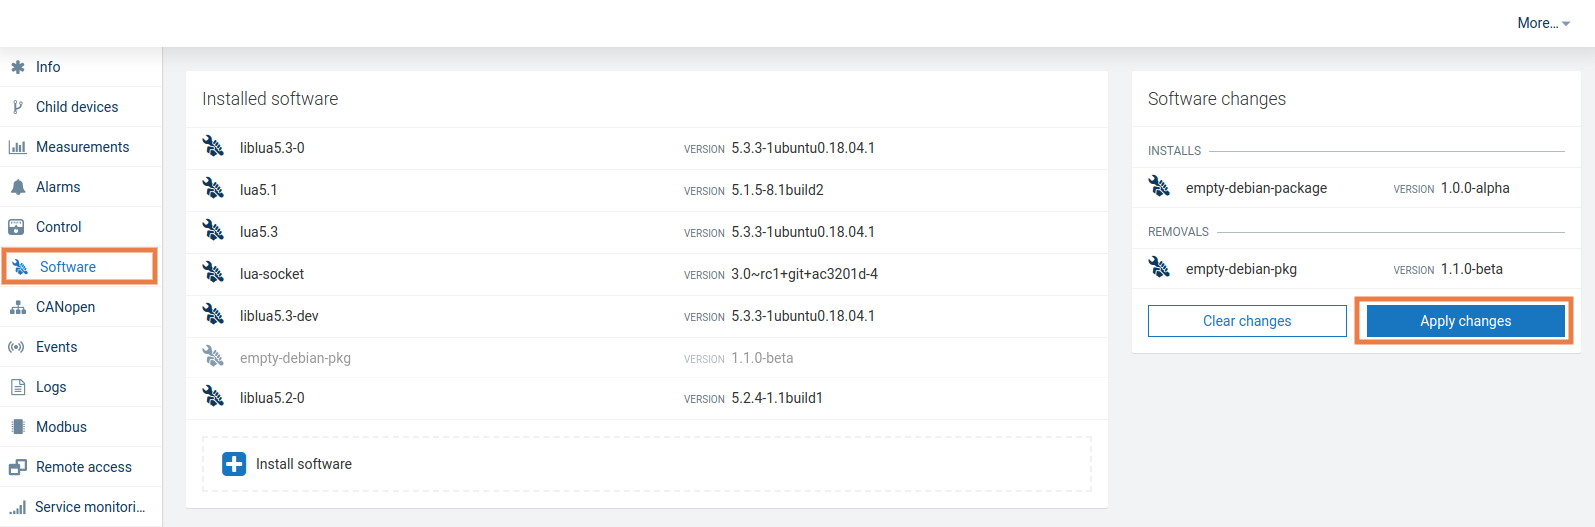 More...
Info
Child devices
Measurements
Alarms
Control
Software
CANopen
Events
Logs
Modbus
Remote access
Service monitori...
Installed software
liblua5.3-0 VERSION 5.3.3-1ubuntu0.18.04.1
lua5.1 VERSION 5.1.5-8.1build2
lua5.3 VERSION 5.3.3-1ubuntu0.18.04.1
lua-socket VERSION 3.0~rc1+git+ac3201d-4
liblua5.3-dev VERSION 5.3.3-1ubuntu0.18.04.1
empty-debian-pkg VERSION 1.1.0-beta
liblua5.2-0 VERSION 5.2.4-1.1build1
Install software
Software changes
INSTALLS
empty-debian-package VERSION 1.0.0-alpha
REMOVALS
empty-debian-pkg VERSION 1.1.0-beta
Clear changes Apply changes